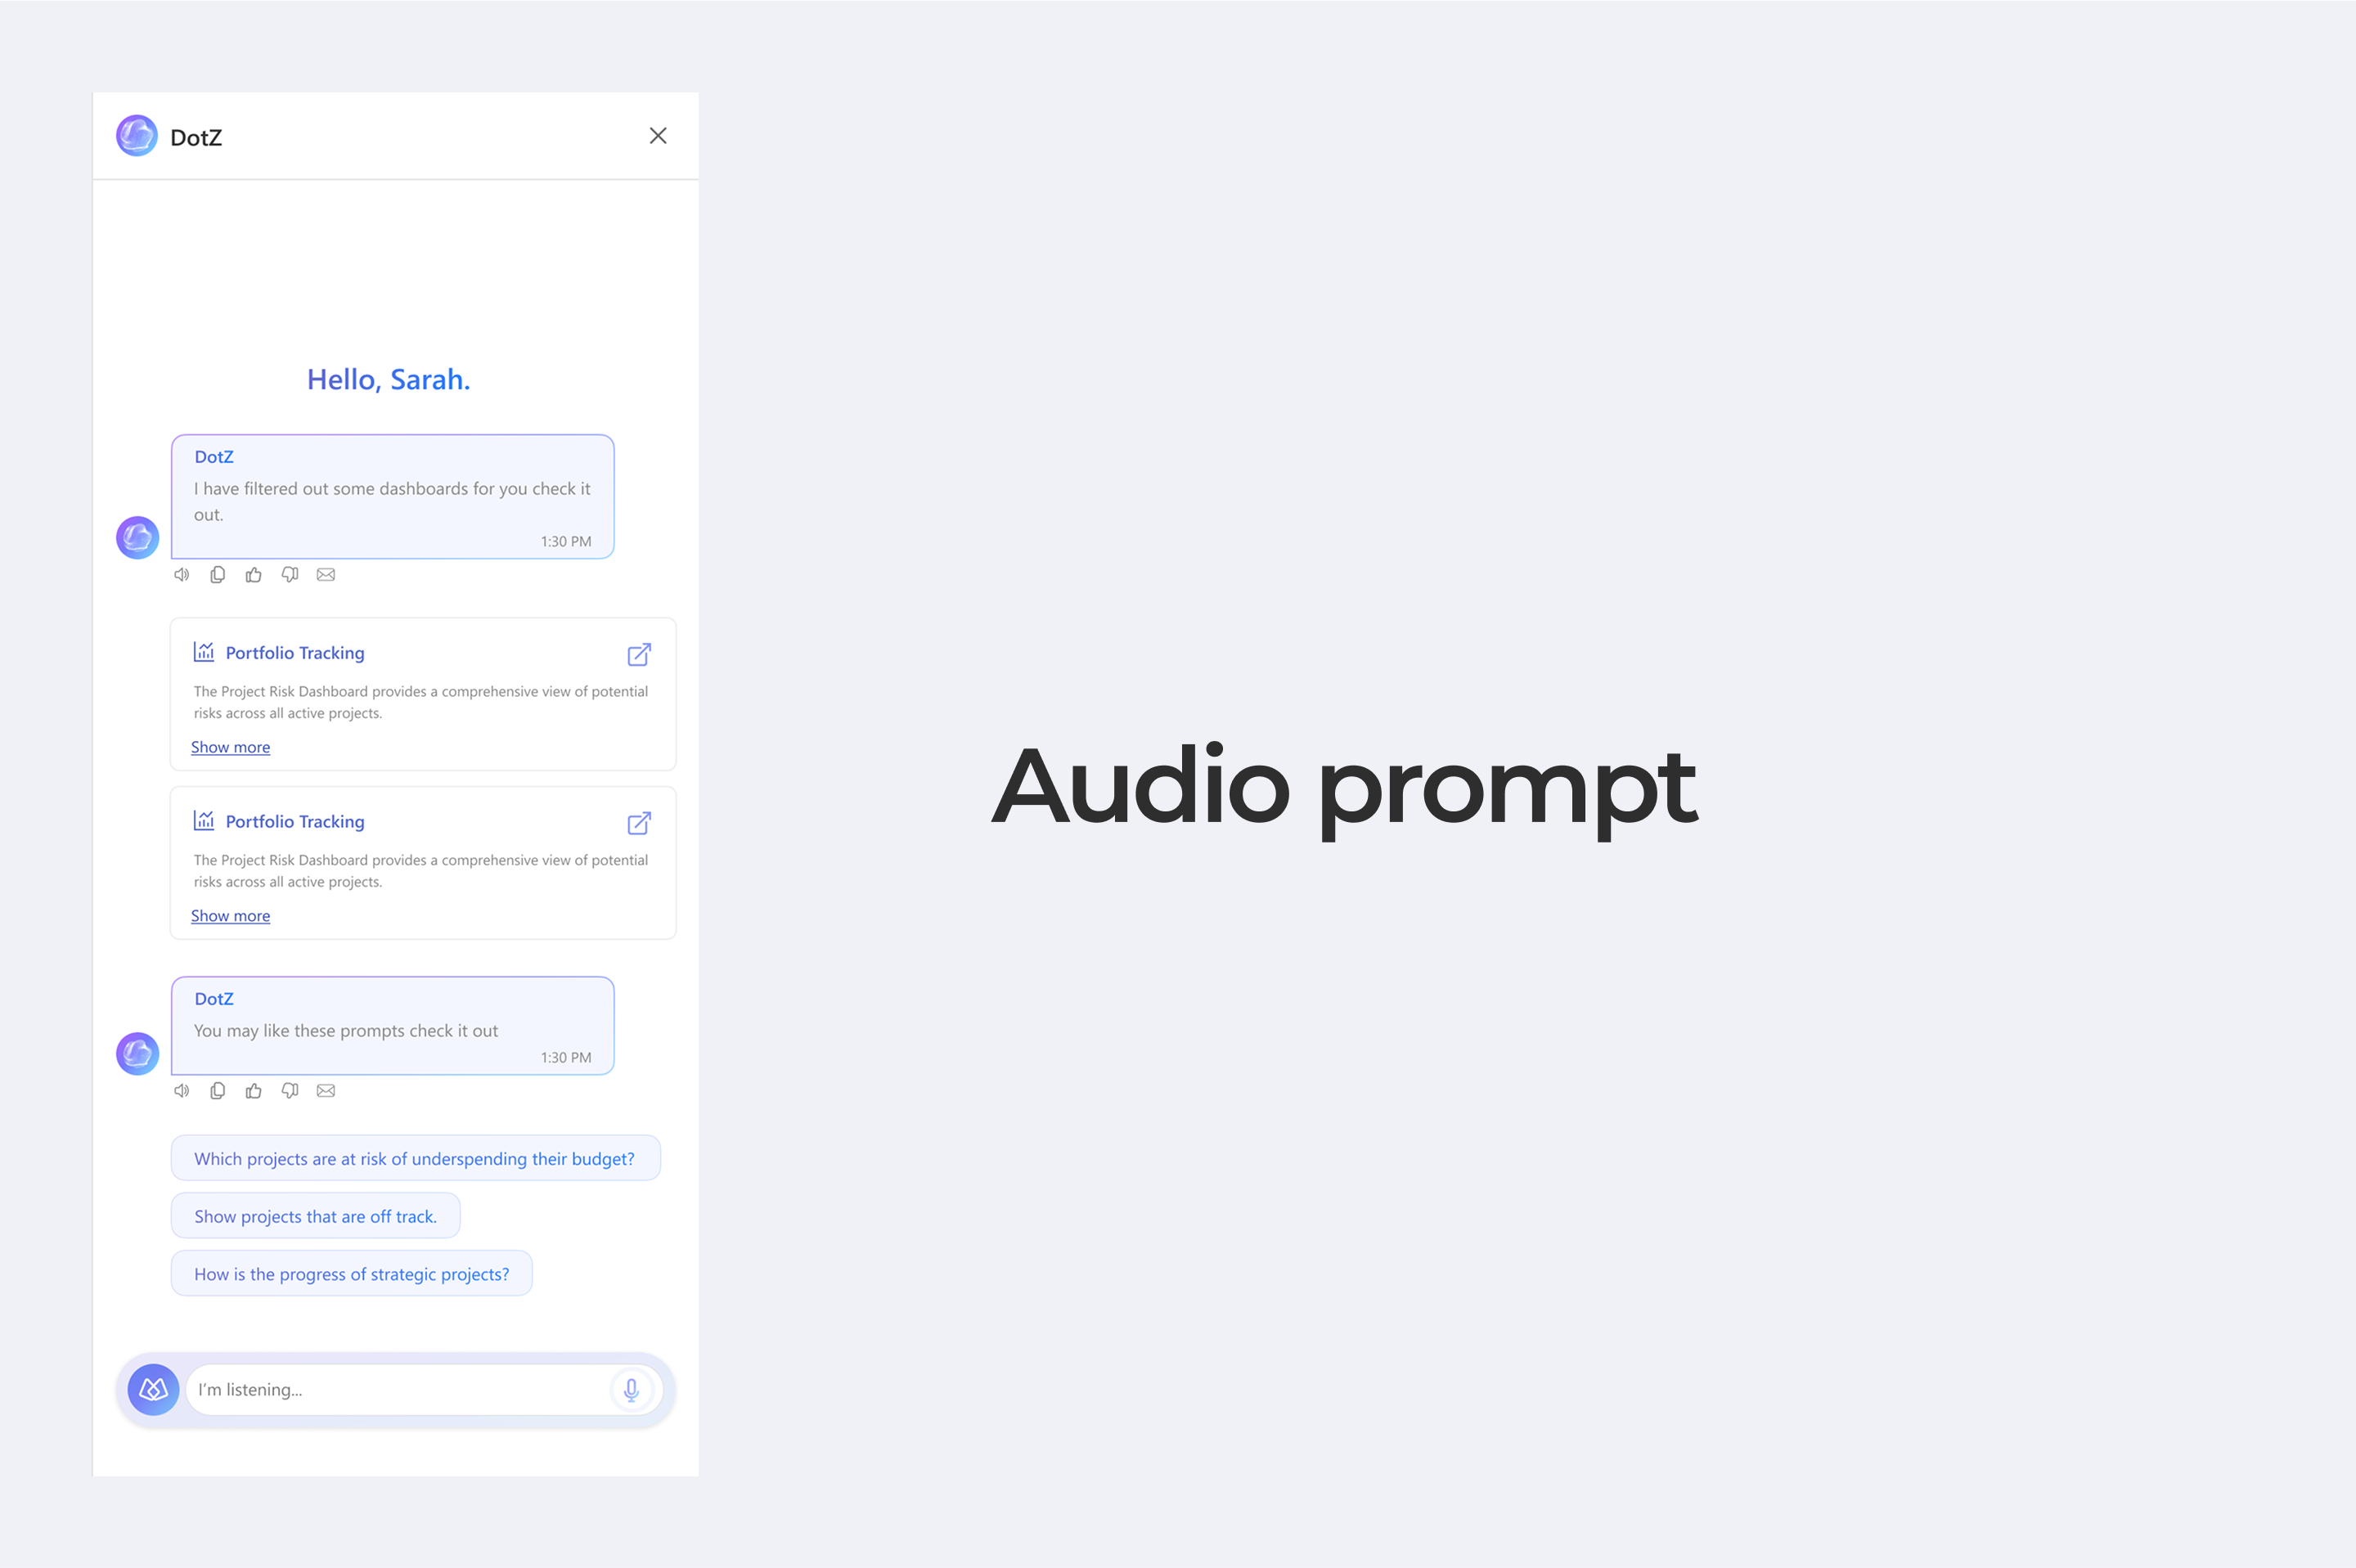 DotZ
Hello, Sarah.
DotZ
I have filtered out some dashboards for you check it
out.
1:30 PM
Portfolio Tracking
The Project Risk Dashboard provides a comprehensive view of potential
risks across all active projects.
Show more
Portfolio Tracking
The Project Risk Dashboard provides a comprehensive view of potential
risks across all active projects.
Show more
DotZ
You may like these prompts check it out
1:30 PM
Which projects are at risk of underspending their budget?
Show projects that are off track.
How is the progress of strategic projects?
I'm listening...
Audio prompt